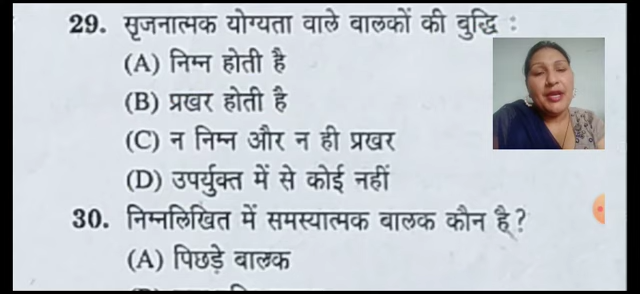 29. सृजनात्मक योग्यता वाले बालकों की बुद्धि :
(A) निम्न होती है
(B) प्रखर होती है
(C) न निम्न और न ही प्रखर
(D) उपर्युक्त में से कोई नहीं
30. निम्नलिखित में समस्यात्मक बालक कौन है?
(A) पिछड़े बालक